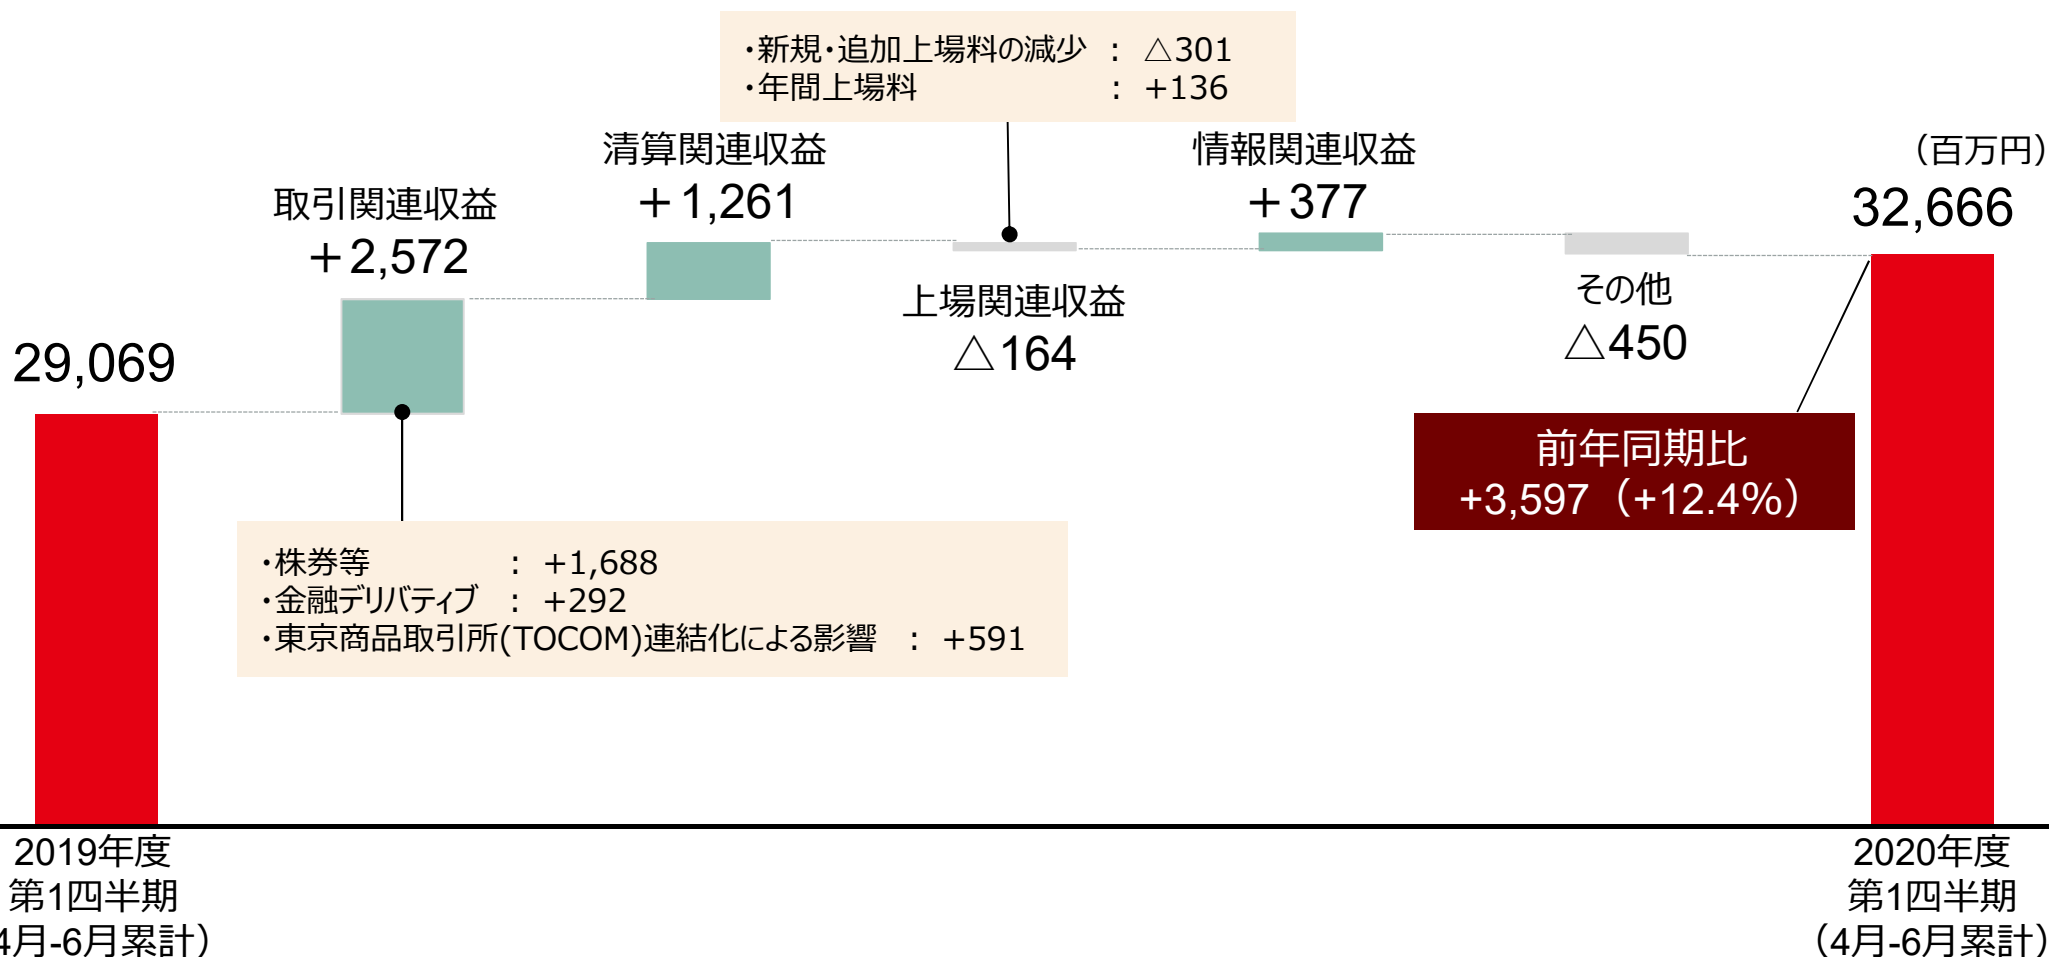 ・新規・追加上場料の減少 : △301
・年間上場料 : +136
清算関連収益
＋1,261
情報関連収益
＋377
（百万円）
32,666
取引関連収益
＋2,572
上場関連収益
△164
その他
△450
29,069
前年同期比
+3,597（+12.4%）
・株券等 : +1,688
・金融デリバティブ : +292
・東京商品取引所(TOCOM)連結化による影響 : +591
2019年度
第1四半期
4月-6月累計）
2020年度
第1四半期
（4月-6月累計）